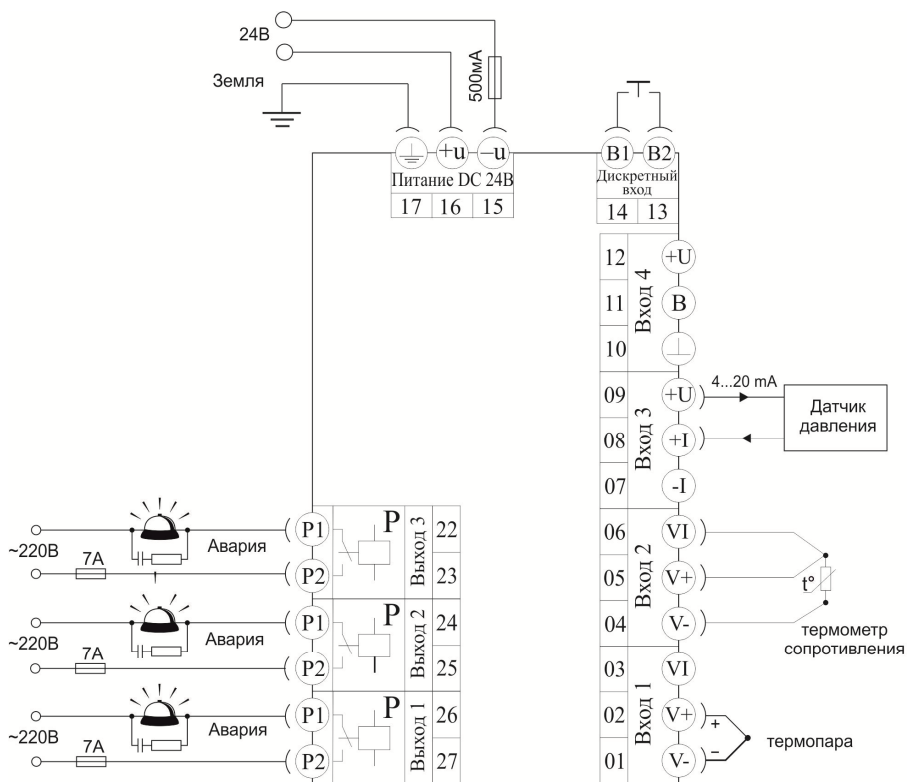 24В
Земля
500мА
+u
–u
Питание DC 24В
17 16 15
B1 B2
Дискретный
вход
14 13
12 +U
11 B
10
Вход 4
09 +U
08 +I
07 -I
Вход 3
4...20 mA
Датчик
давления
06 VI
05 V+
04 V-
Вход 2
t°
термометр
сопротивления
03 VI
02 V+
01 V-
Вход 1
+
–
термопара
~220В
7А
Авария
P1
P2
P
Выход 3
22
23
~220В
7А
Авария
P1
P2
P
Выход 2
24
25
~220В
7А
Авария
P1
P2
P
Выход 1
26
27